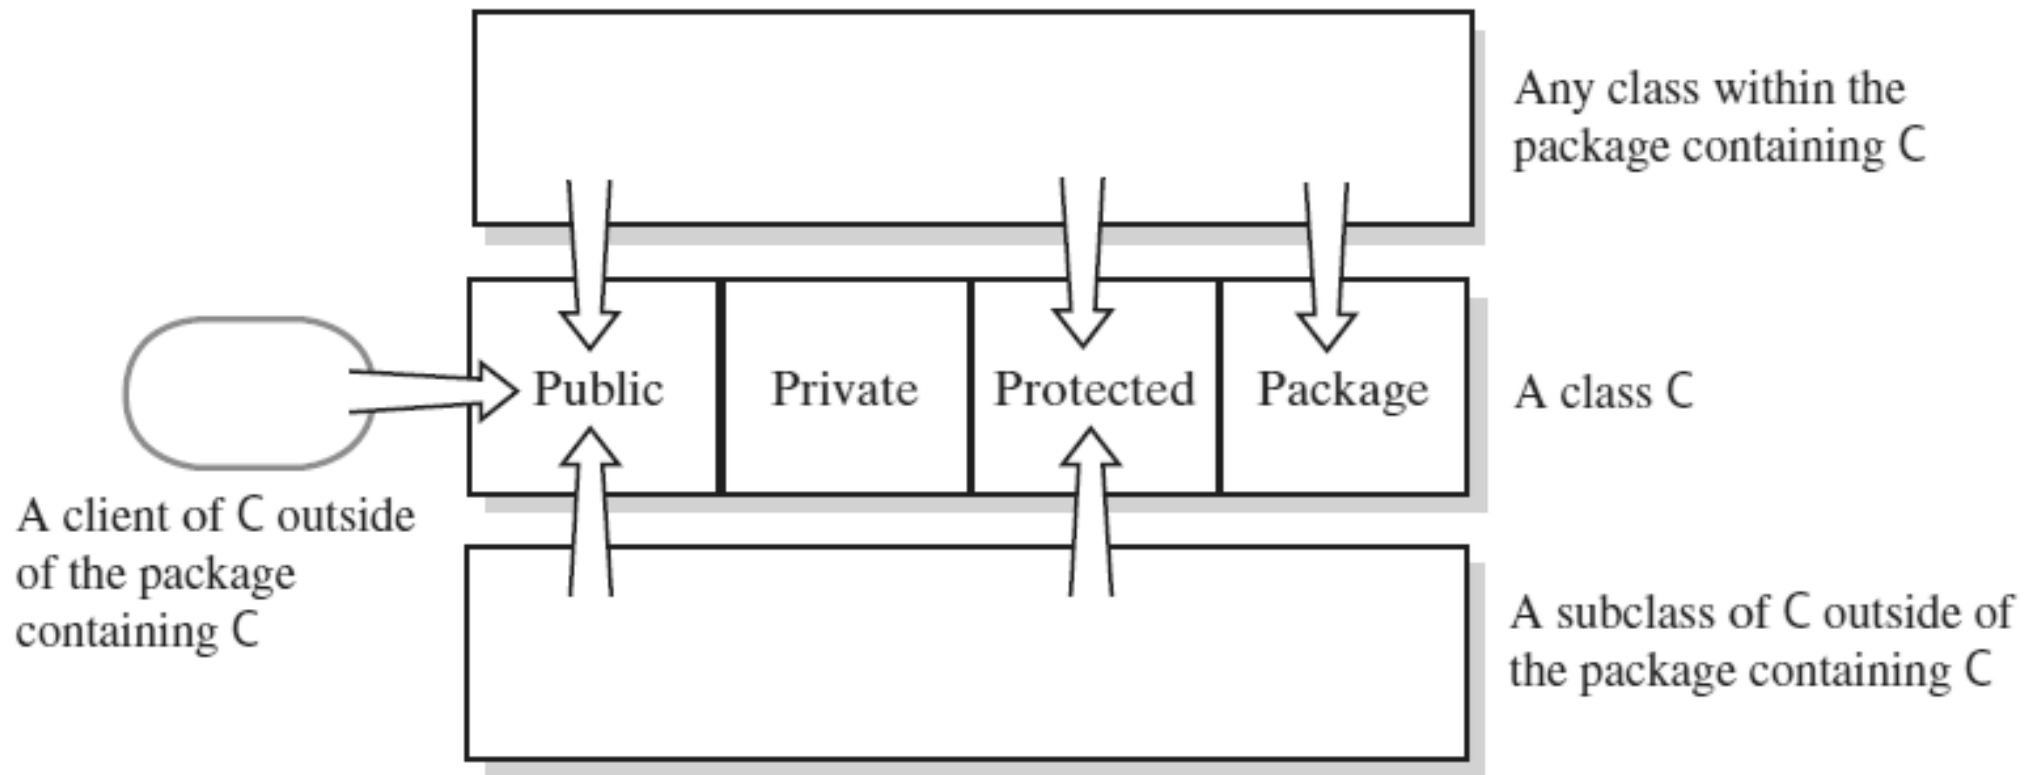 Any class within the
package containing C
Public
Private
Protected
Package
A class C
A client of C outside
of the package
containing C
A subclass of C outside of
the package containing C